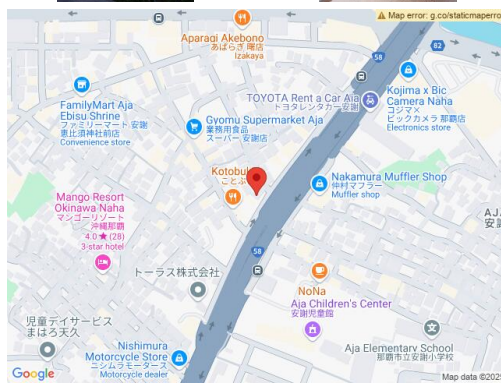 Map error: g.co/staticmaperro
Aparagi Akebono
あぱらぎ 曙店
Izakaya
58
82
Kojima x Bic
Camera Naha
コジマ×
ビックカメラ 那覇店
Electronics store
TOYOTA Rent a Car Aja
トヨタレンタカー安謝
FamilyMart Aja
Ebisu Shrine
ファミリーマート 安謝
恵比須神社前店
Convenience store
Gyomu Supermarket Aja
業務用食品
スーパー 安謝店
Kotobuk
ことぶ
Nakamura Muffler Shop
仲村マフラー
Muffler shop
Mango Resort
Okinawa Naha
マンゴーリゾート
沖縄那覇
4.0★(28)
3-star hotel
AJA
安謝
58
トーラス株式会社
NoNa
Aja Children's Center
安謝児童館
児童デイサービス
まはろ天久
Nishimura
Motorcycle Store
ニシムラモータース
Motorcycle dealer
Aja Elementary School
那覇市立安謝小学校
Google
Map data ©2025